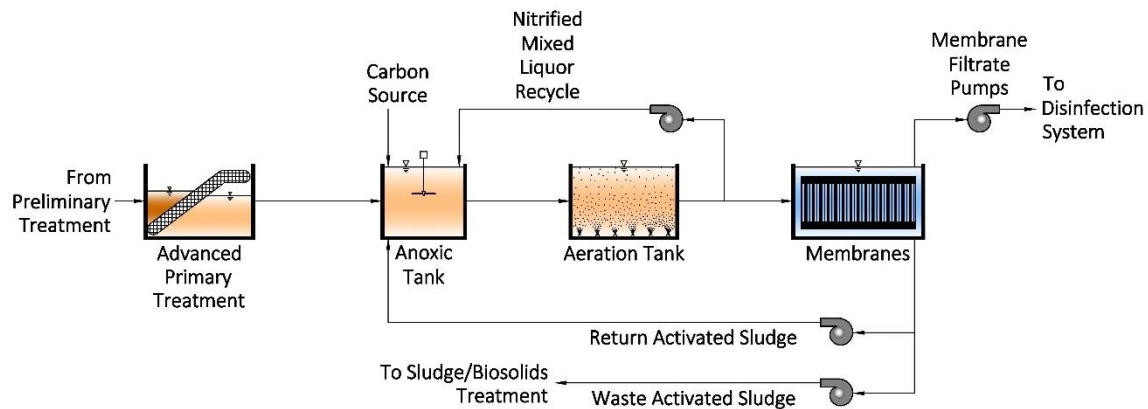 From
Preliminary
Treatment
Advanced
Primary
Treatment
Carbon
Source
Anoxic
Tank
Nitrified
Mixed
Liquor
Recycle
Aeration Tank
Membranes
Membrane
Filtrate
Pumps
To
Disinfection
System
Return Activated Sludge
To Sludge/Biosolids
Treatment
Waste Activated Sludge